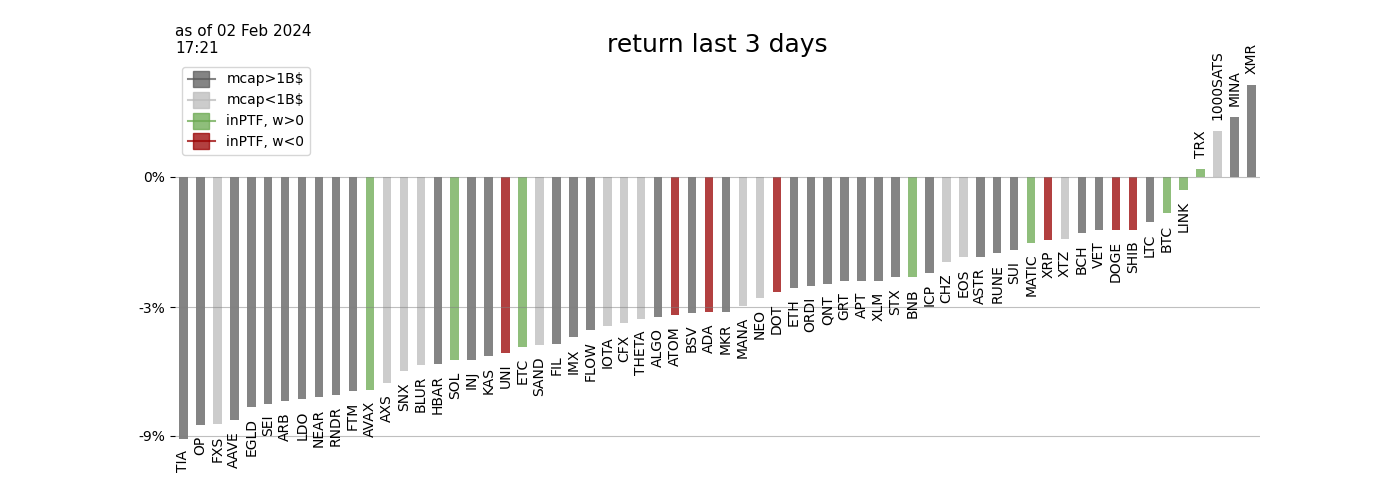 as of 02 Feb 2024
17:21
return last 3 days
mcap>1B$
mcap<1B$
inPTF, w>0
inPTF, w<0
0%
-3%
-9%
TIA
OP
FXS
AAVE
EGLD
SEI
ARB
LDO
NEAR
RNDR
FTM
AVAX
AXS
SNX
BLUR
HBAR
SOL
INJ
KAS
UNI
ETC
SAND
FIL
IMX
FLOW
IOTA
CFX
THETA
ALGO
ATOM
BSV
ADA
MKR
MANA
NEO
DOT
ETH
ORDI
QNT
GRT
APT
XLM
STX
BNB
ICP
CHZ
EOS
ASTR
RUNE
SUI
MATIC
XRP
XTZ
BCH
VET
DOGE
SHIB
LTC
BTC
LINK
TRX
1000SATS
MINA
XMR